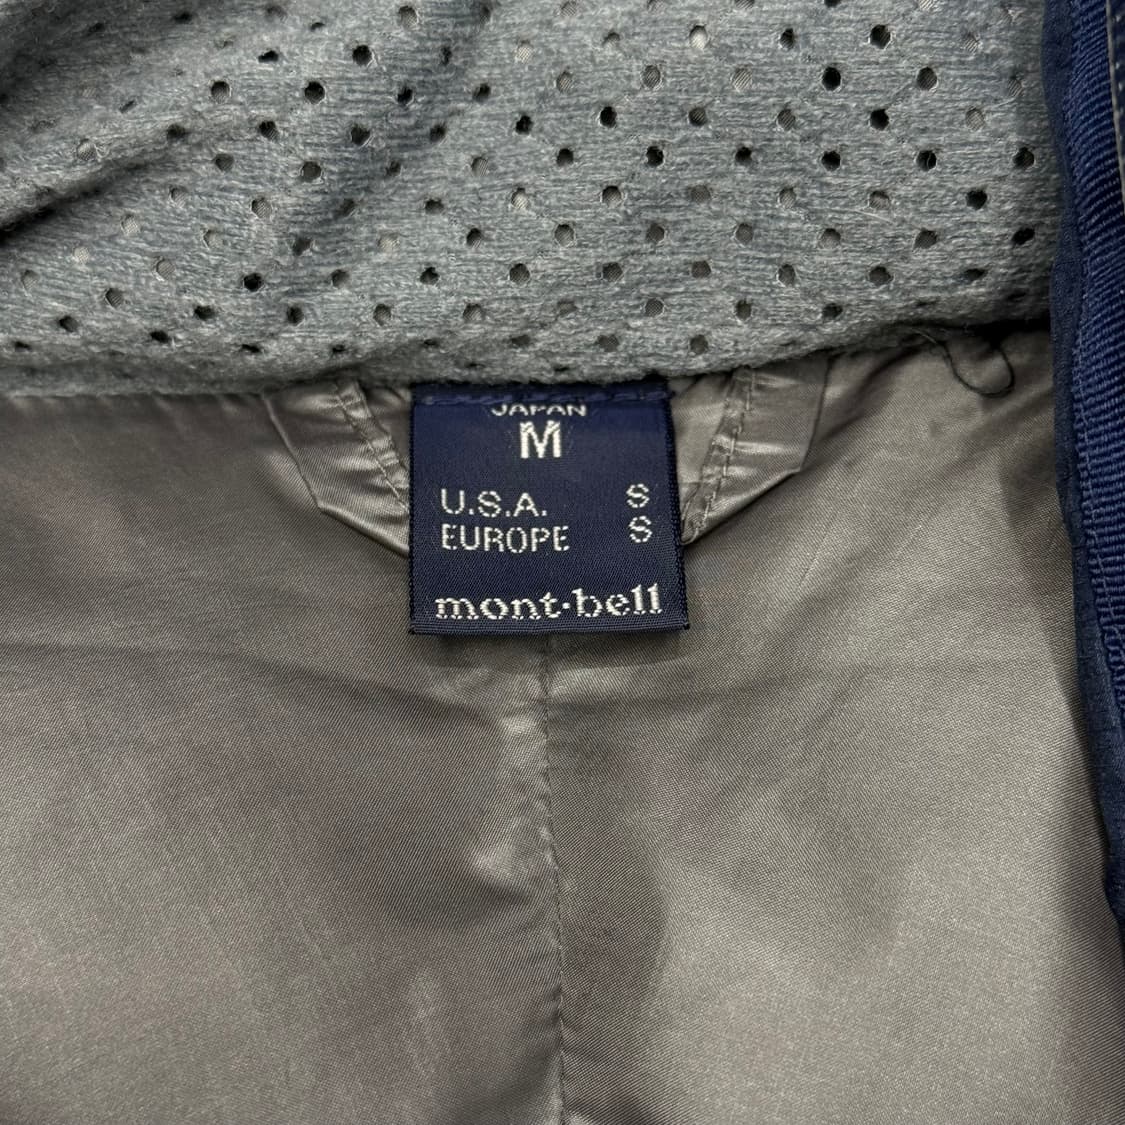 JAPAN
M
U.S.A. S
EUROPE S
mont·bell